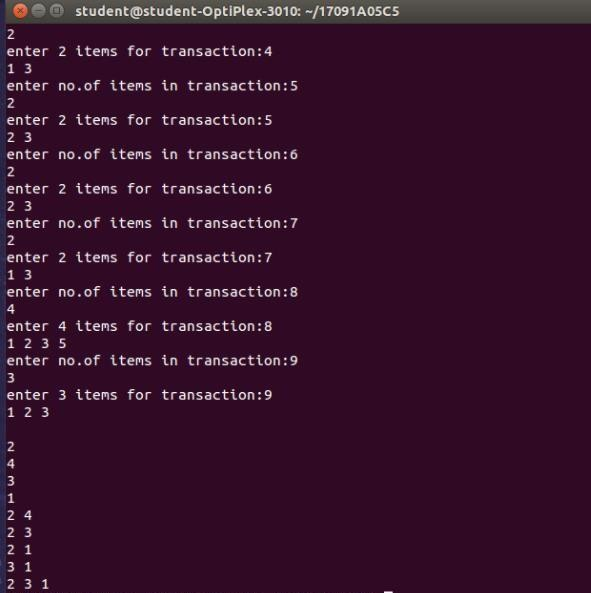 student@student-OptiPlex-3010: ~/17091A05C5
2
enter 2 items for transaction:4
1 3
enter no.of items in transaction:5
2
enter 2 items for transaction:5
2 3
enter no.of items in transaction:6
2
enter 2 items for transaction:6
2 3
enter no.of items in transaction:7
2
enter 2 items for transaction:7
1 3
enter no.of items in transaction:8
4
enter 4 items for transaction:8
1 2 3 5
enter no.of items in transaction:9
3
enter 3 items for transaction:9
1 2 3
2
4
3
1
2 4
2 3
2 1
3 1
2 3 1